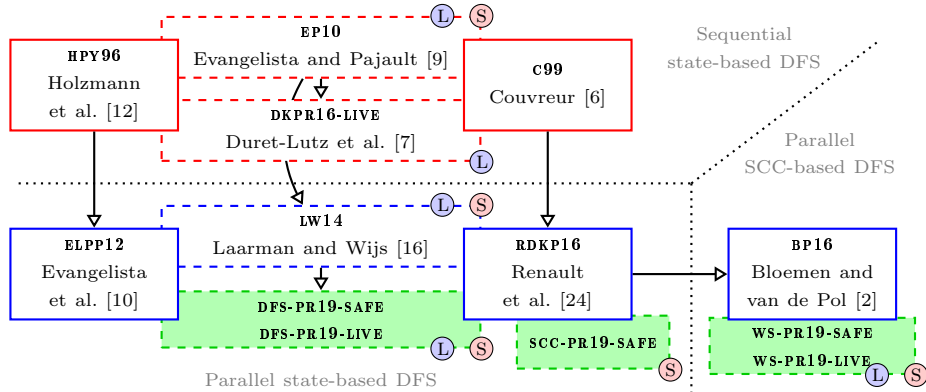 L
S
EP10
Evangelista and Pajault [9]
HPY96
Holzmann
et al. [12]
C99
Couvreur [6]
Sequential
state-based DFS
DKPR16-LIVE
Duret-Lutz et al. [7]
L
Parallel
SCC-based DFS
L
S
LW14
Laarman and Wijs [16]
ELPP12
Evangelista
et al. [10]
RDKP16
Renault
et al. [24]
BP16
Bloemen and
van de Pol [2]
DFS-PR19-SAFE
DFS-PR19-LIVE
L
S
SCC-PR19-SAFE
S
WS-PR19-SAFE
WS-PR19-LIVE
L
S
Parallel state-based DFS